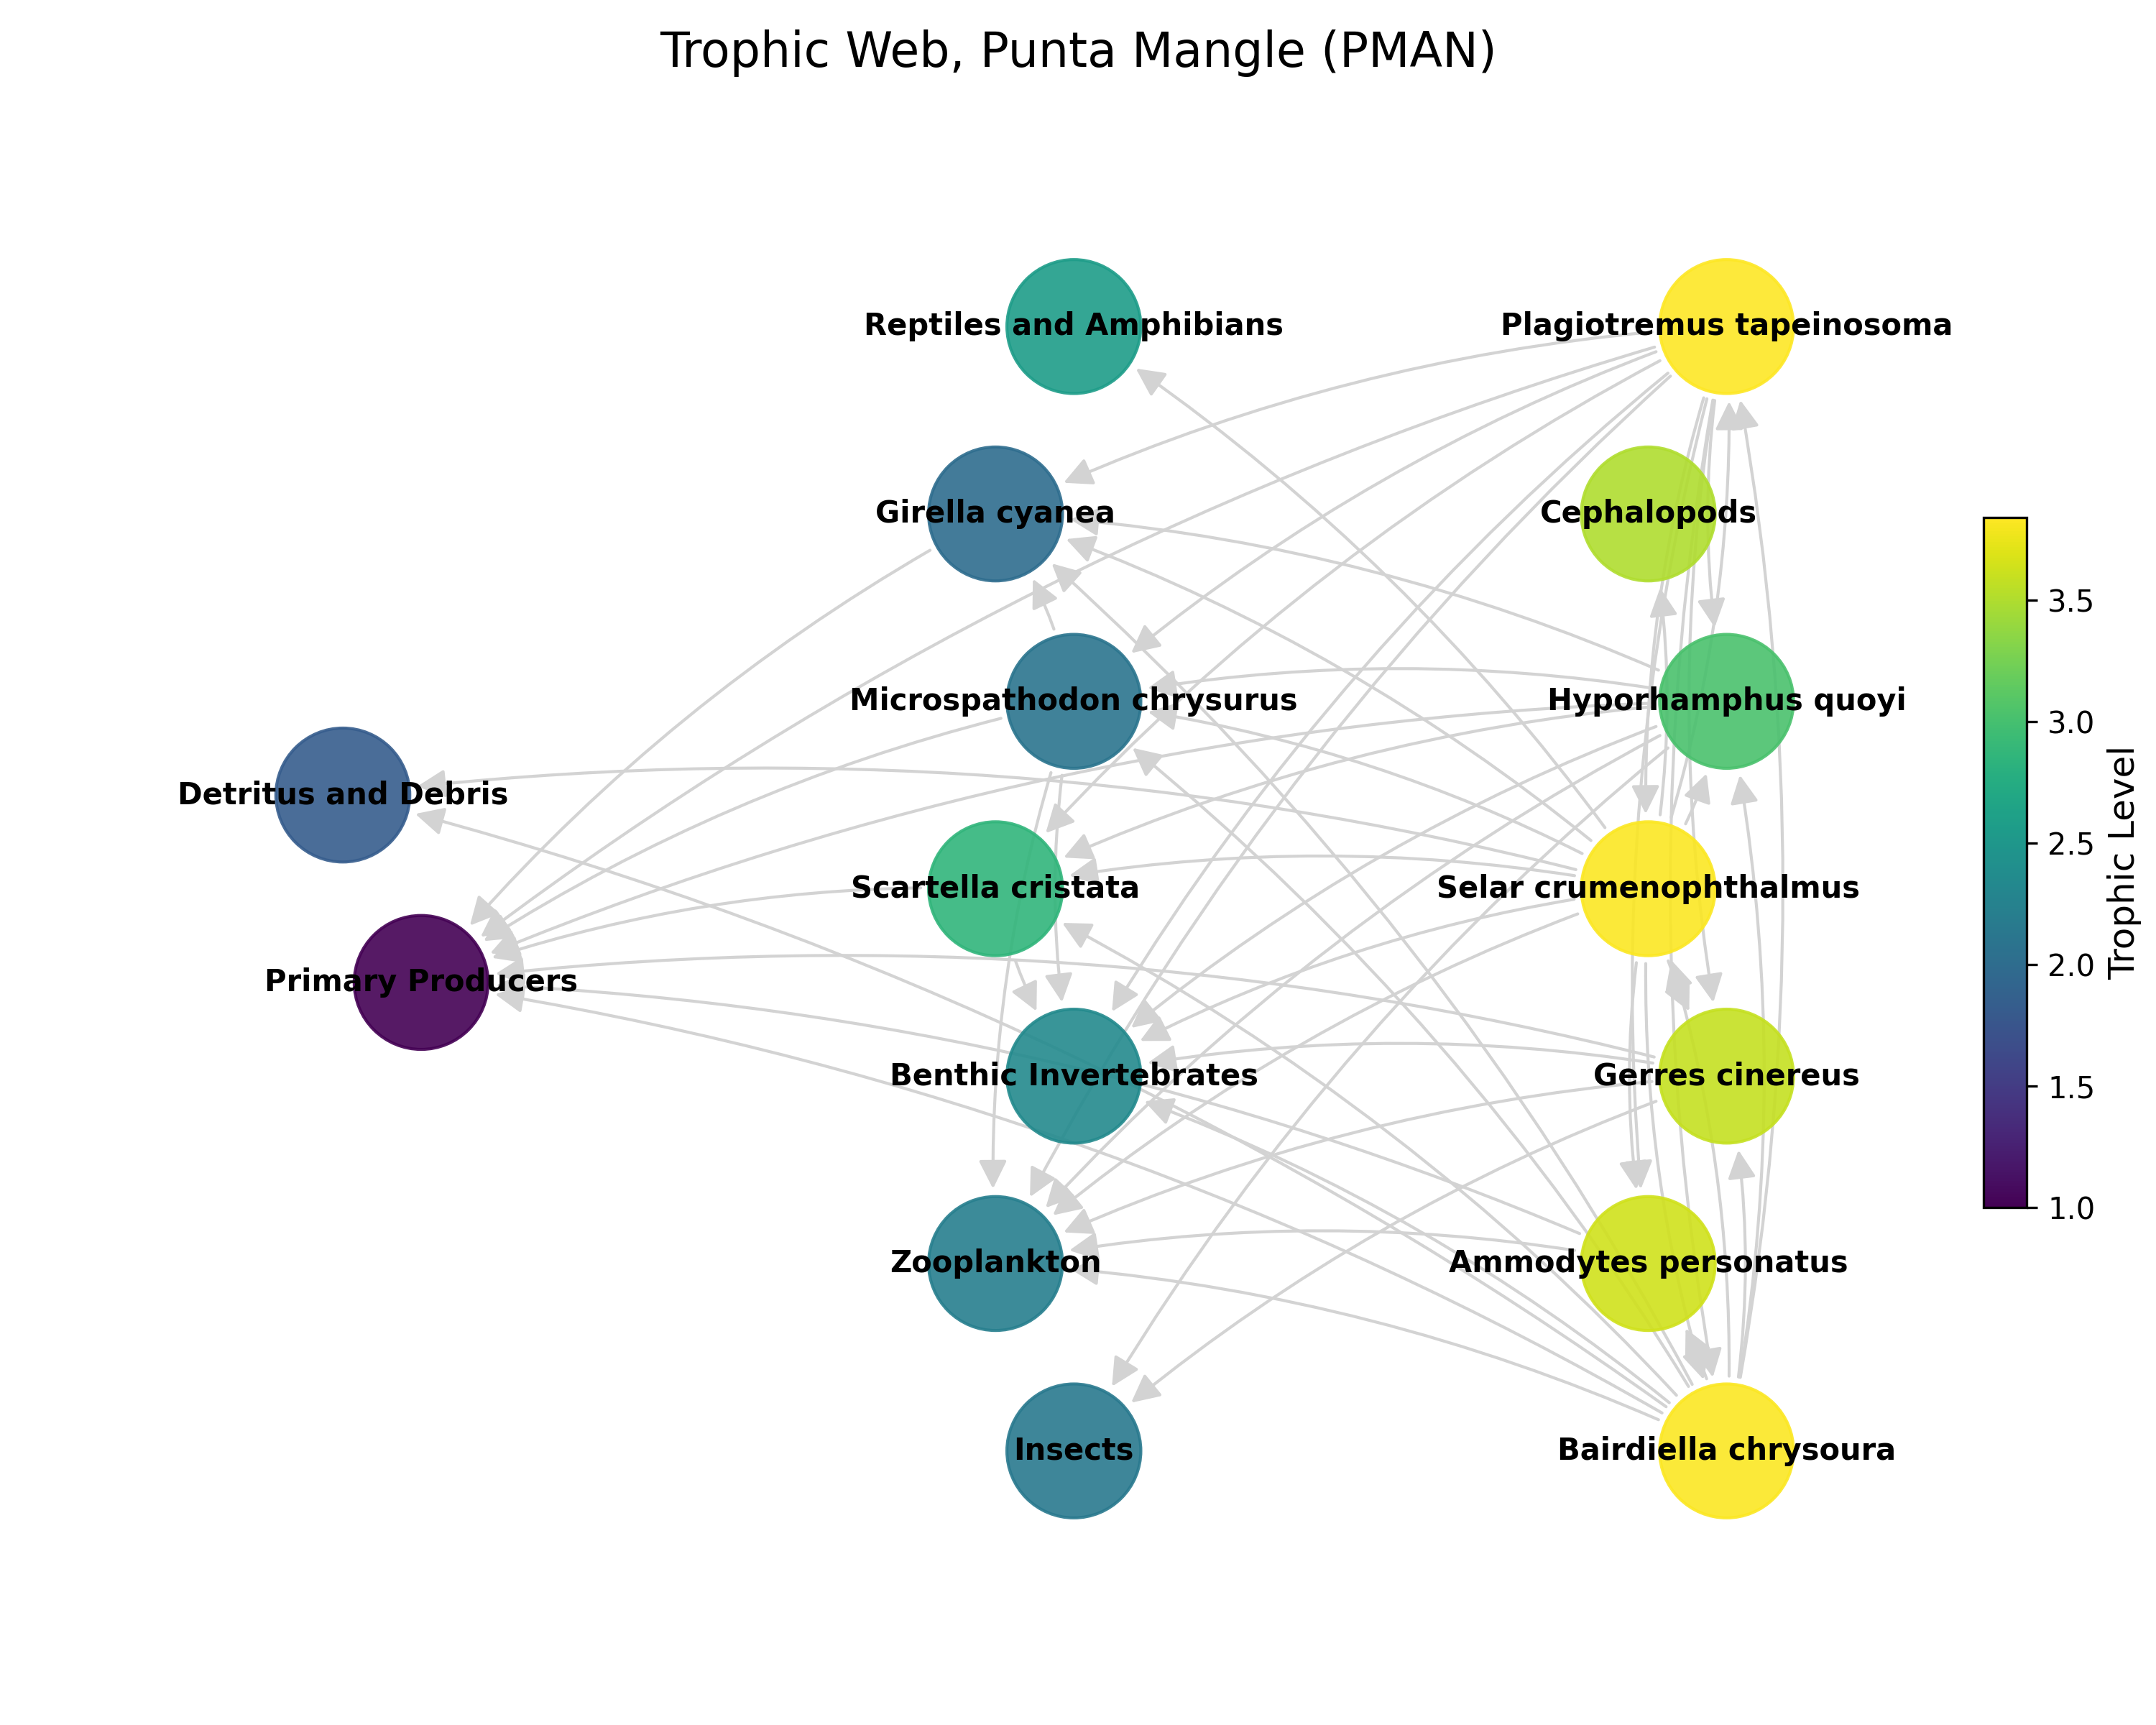 Trophic Web, Punta Mangle (PMAN)
Reptiles and Amphibians
Plagiotremus tapeinosoma
Girella cyanea
Cephalopods
Microspathodon chrysurus
Hyporhamphus quoyi
Detritus and Debris
Scartella cristata
Selar crumenophthalmus
Primary Producers
Benthic Invertebrates
Gerres cinereus
Zooplankton
Ammodytes personatus
Insects
Bairdiella chrysoura
3.5
3.0
2.5
2.0
1.5
1.0
Trophic Level